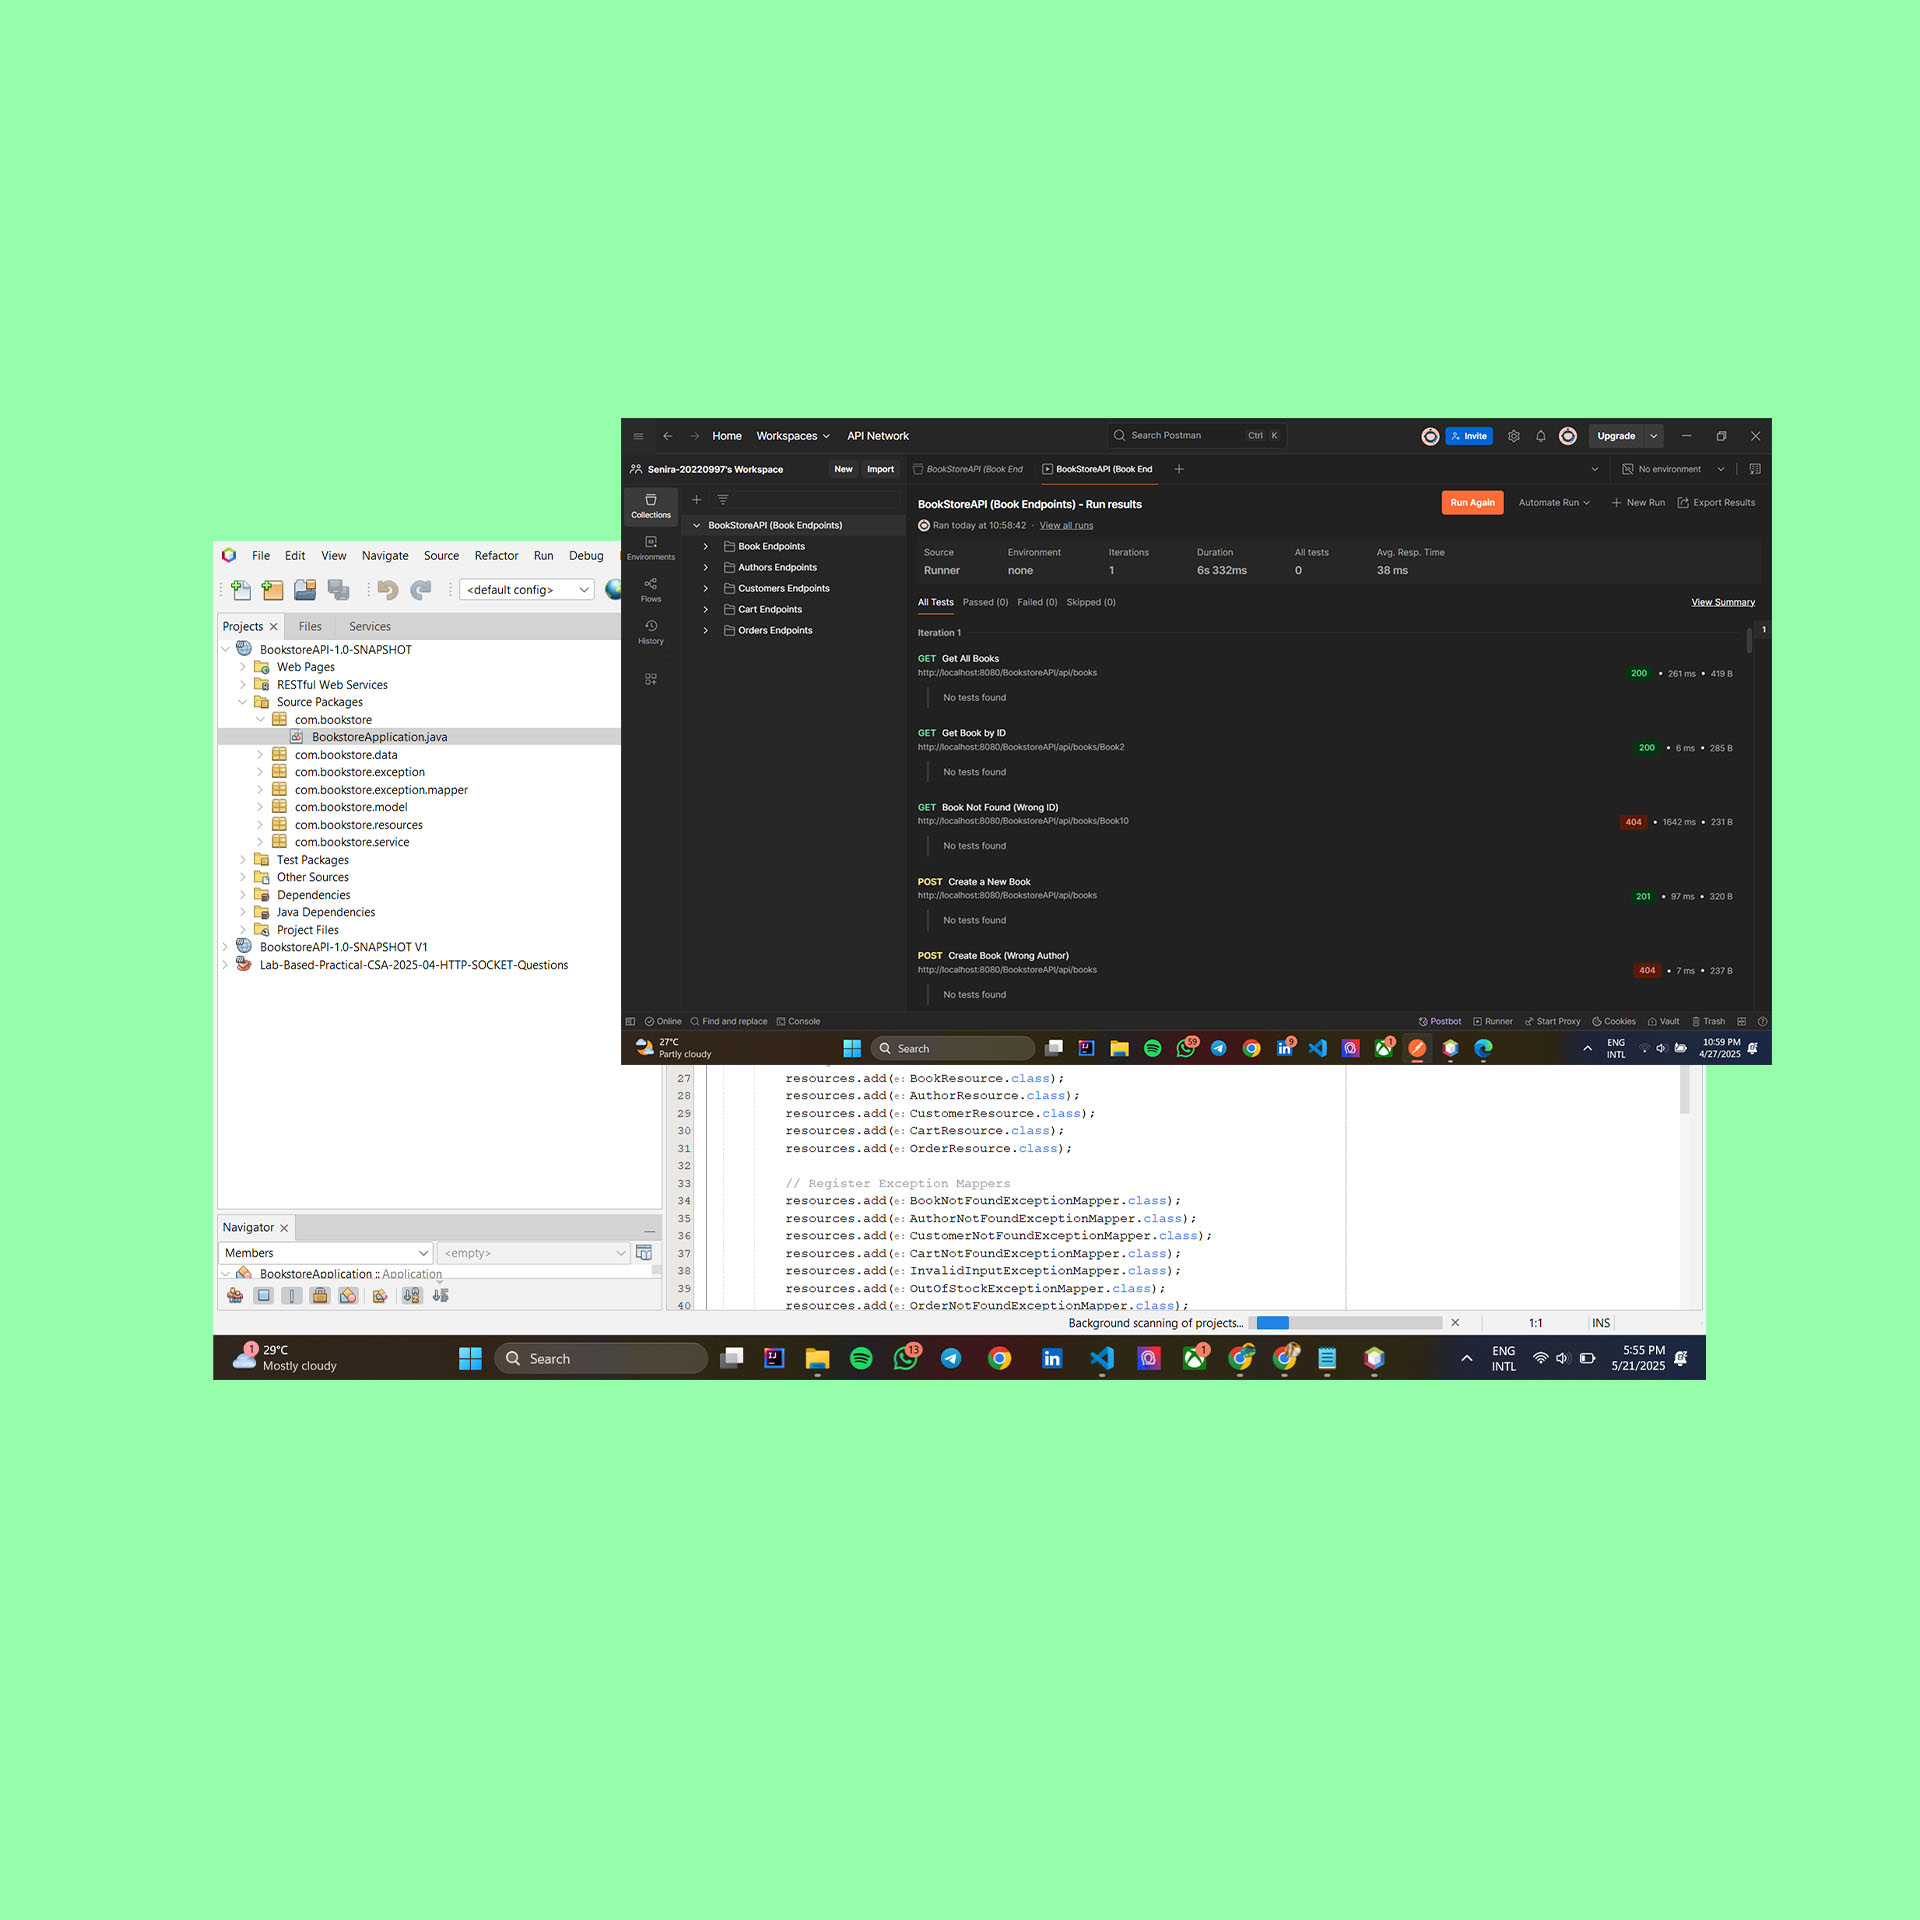 Home Workspaces API Network Search Postman Ctrl K Invite Upgrade
Senira-20220997's Workspace New Import BookStoreAPI (Book End BookStoreAPI (Book End No environment
Collections
Environments
Flows
History
BookStoreAPI (Book Endpoints)
Book Endpoints
Authors Endpoints
Customers Endpoints
Cart Endpoints
Orders Endpoints
BookStoreAPI (Book Endpoints) - Run results Run Again Automate Run New Run Export Results
Ran today at 10:58:42 · View all runs
Source Environment Iterations Duration All tests Avg. Resp. Time
Runner none 1 6s 332ms 0 38 ms
All Tests Passed (0) Failed (0) Skipped (0) View Summary
Iteration 1 1
GET Get All Books
http://localhost:8080/BookstoreAPI/api/books 200 • 261 ms • 419 B
No tests found
GET Get Book by ID
http://localhost:8080/BookstoreAPI/api/books/Book2 200 • 6 ms • 285 B
No tests found
GET Book Not Found (Wrong ID)
http://localhost:8080/BookstoreAPI/api/books/Book10 404 • 1642 ms • 231 B
No tests found
POST Create a New Book
http://localhost:8080/BookstoreAPI/api/books 201 • 97 ms • 320 B
No tests found
POST Create Book (Wrong Author)
http://localhost:8080/BookstoreAPI/api/books 404 • 7 ms • 237 B
No tests found
Online Find and replace Console Postbot Runner Start Proxy Cookies Vault Trash
27°C
Partly cloudy
Search
59
9
1
ENG
INTL
10:59 PM
4/27/2025
File Edit View Navigate Source Refactor Run Debug
<default config>
Projects Files Services
BookstoreAPI-1.0-SNAPSHOT
Web Pages
RESTful Web Services
Source Packages
com.bookstore
BookstoreApplication.java
com.bookstore.data
com.bookstore.exception
com.bookstore.exception.mapper
com.bookstore.model
com.bookstore.resources
com.bookstore.service
Test Packages
Other Sources
Dependencies
Java Dependencies
Project Files
BookstoreAPI-1.0-SNAPSHOT V1
Lab-Based-Practical-CSA-2025-04-HTTP-SOCKET-Questions
Navigator
Members <empty>
BookstoreApplication :: Application
27 resources.add(e: BookResource.class);
28 resources.add(e: AuthorResource.class);
29 resources.add(e: CustomerResource.class);
30 resources.add(e: CartResource.class);
31 resources.add(e: OrderResource.class);
32
33 // Register Exception Mappers
34 resources.add(e: BookNotFoundExceptionMapper.class);
35 resources.add(e: AuthorNotFoundExceptionMapper.class);
36 resources.add(e: CustomerNotFoundExceptionMapper.class);
37 resources.add(e: CartNotFoundExceptionMapper.class);
38 resources.add(e: InvalidInputExceptionMapper.class);
39 resources.add(e: OutOfStockExceptionMapper.class);
40 resources.add(e: OrderNotFoundExceptionMapper.class);
Background scanning of projects... 1:1 INS
1
29°C
Mostly cloudy
Search
13
1
ENG
INTL
5:55 PM
5/21/2025